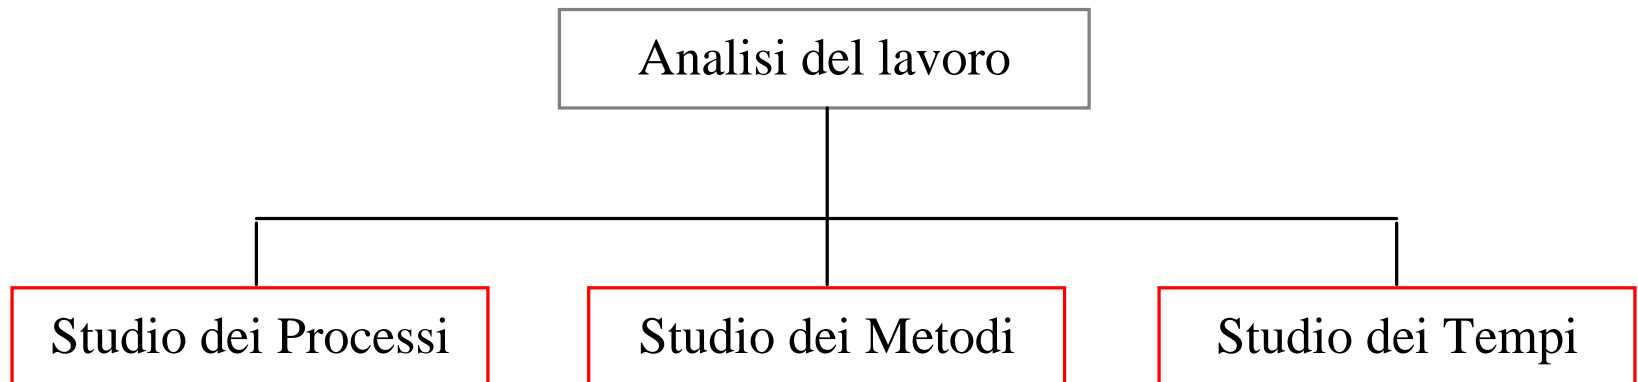 Analisi del lavoro
Studio dei Processi
Studio dei Metodi
Studio dei Tempi